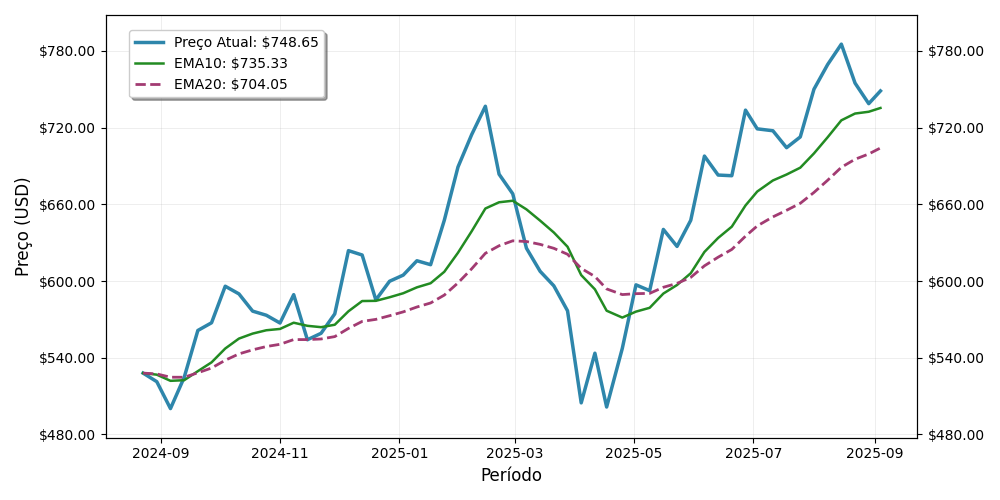 Preço Atual: $748.65
EMA10: $735.33
EMA20: $704.05
Preço (USD)
$780.00
$720.00
$660.00
$600.00
$540.00
$480.00
$780.00
$720.00
$660.00
$600.00
$540.00
$480.00
2024-09 2024-11 2025-01 2025-03 2025-05 2025-07 2025-09
Período